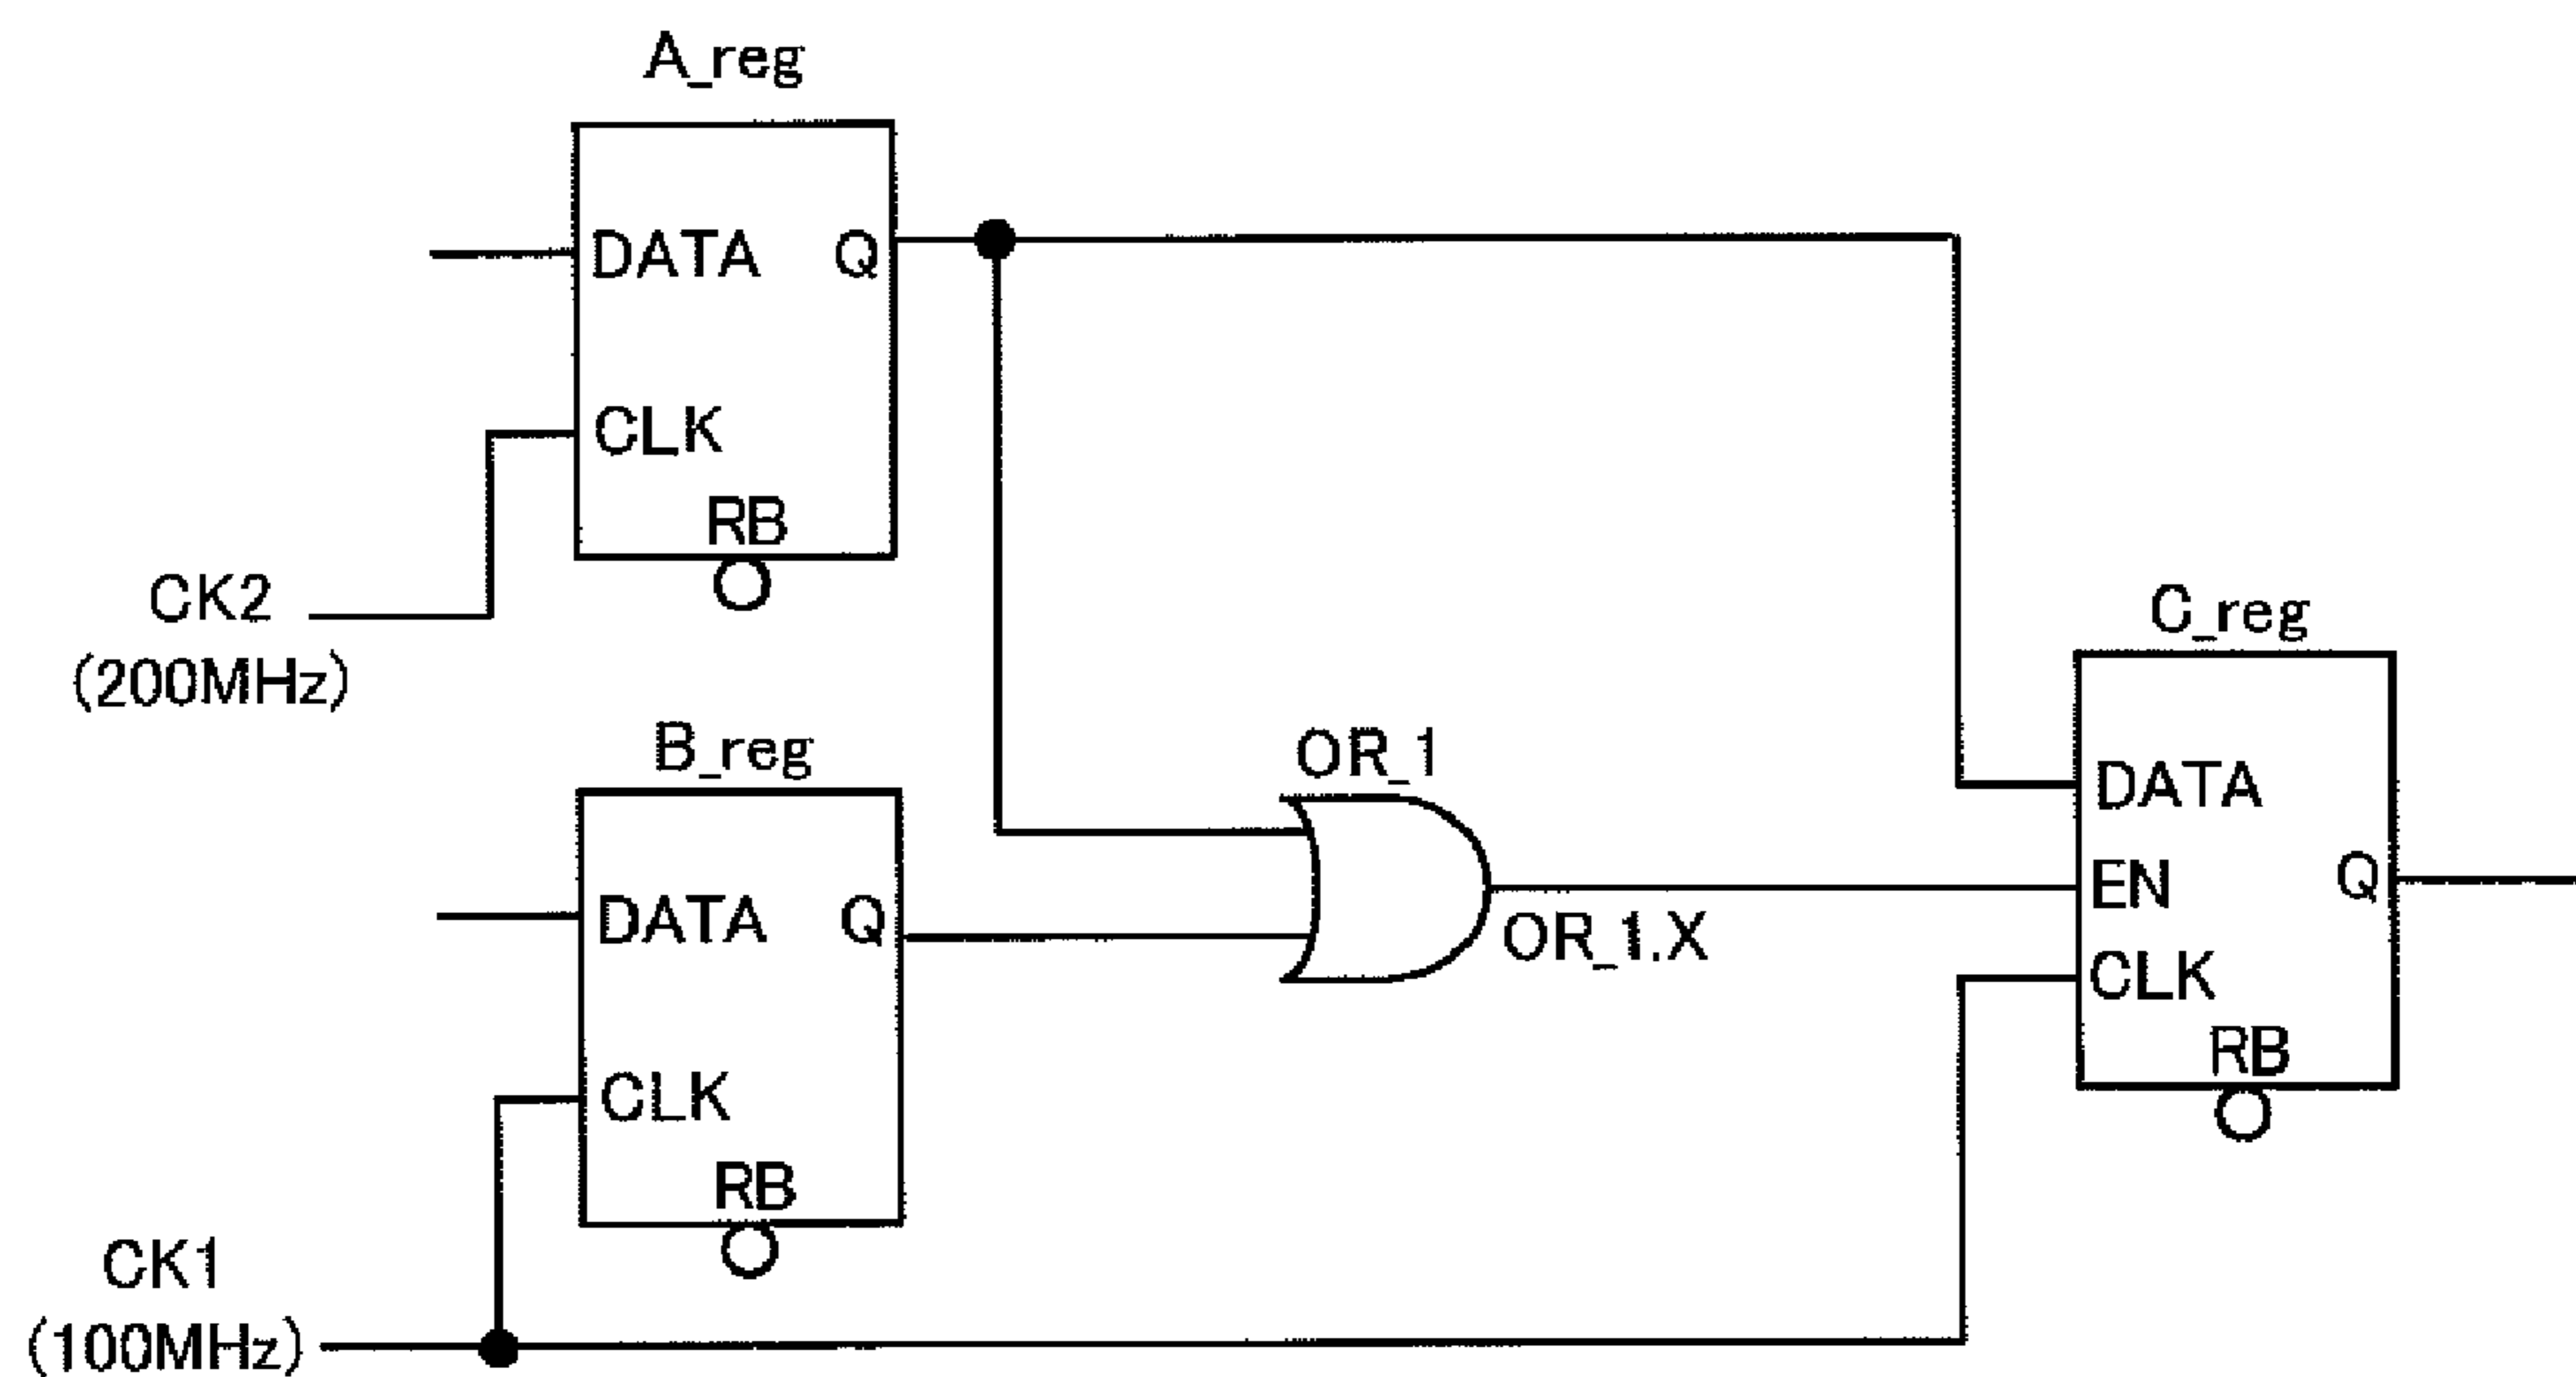 A_reg
DATA Q
CLK
RB
CK2
(200MHz)
B_reg
DATA Q
CLK
RB
CK1
(100MHz)
OR_1
OR_1.X
C_reg
DATA
EN Q
CLK
RB